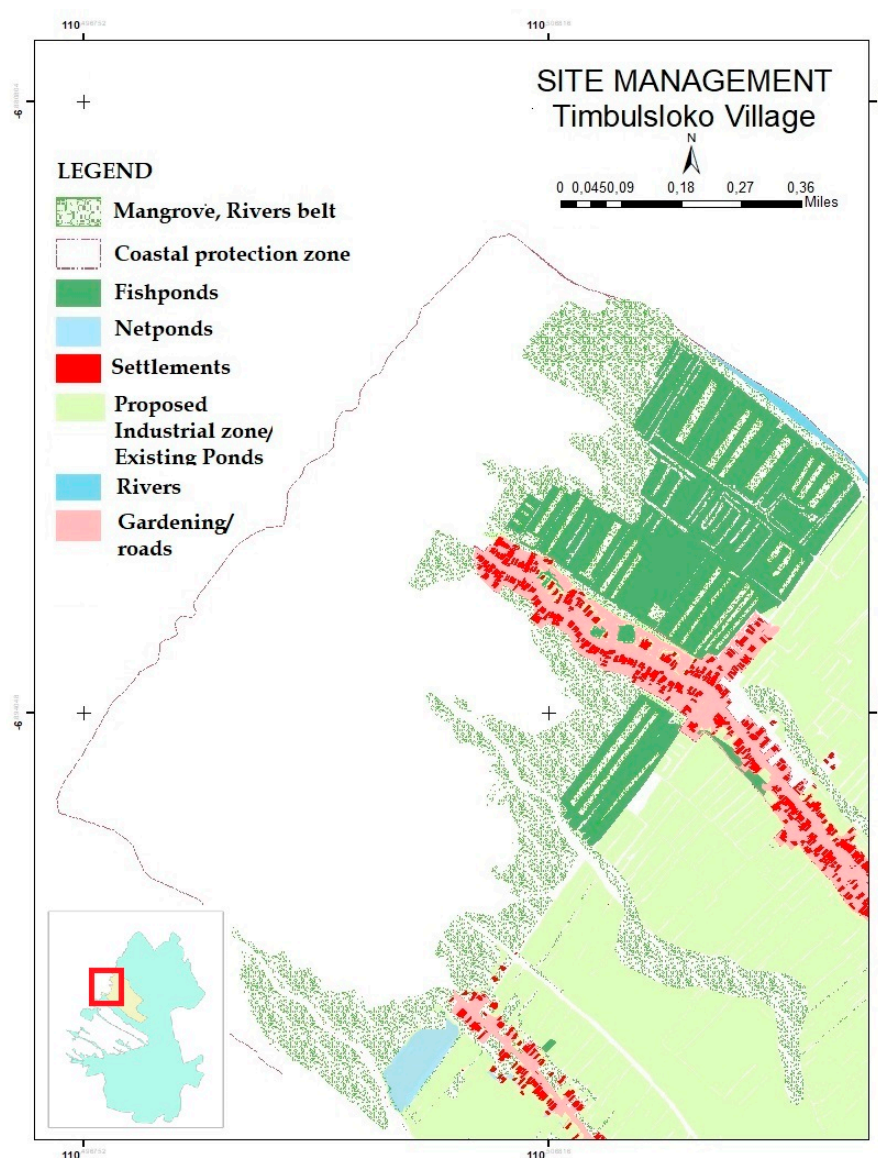 110
110
SITE MANAGEMENT
Timbulsloko Village
N
0 0,0450,09 0,18 0,27 0,36
Miles
-6
LEGEND
Mangrove, Rivers belt
Coastal protection zone
Fishponds
Netponds
Settlements
Proposed
Industrial zone/
Existing Ponds
Rivers
Gardening/
roads
-6
110
110